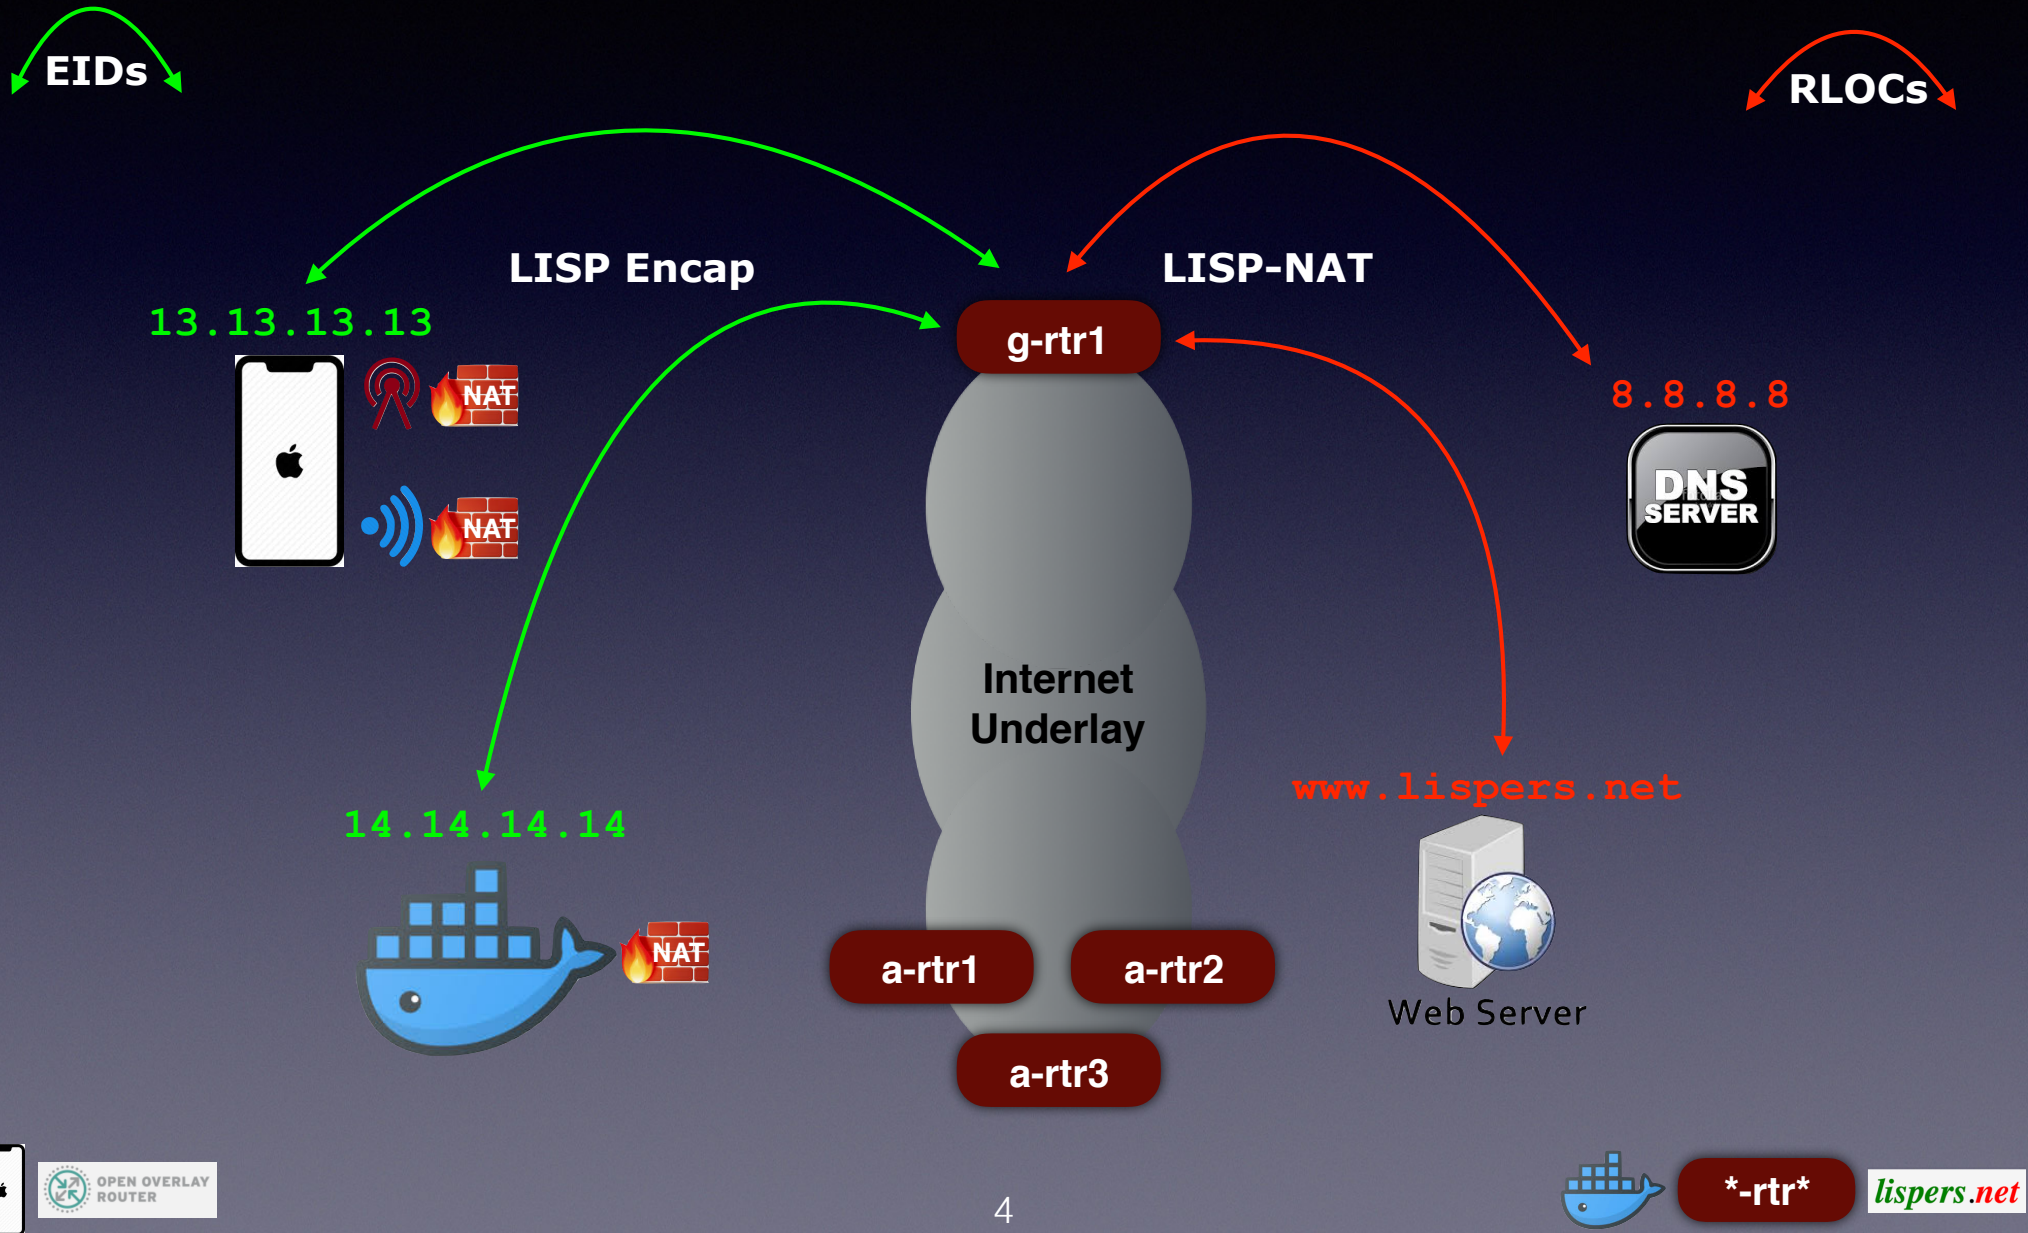 EIDs
RLOCs
LISP Encap
LISP-NAT
13.13.13.13
g-rtr1
NAT
8.8.8.8
DNS
SERVER
NAT
Internet
Underlay
www.lispers.net
14.14.14.14
NAT
a-rtr1
a-rtr2
Web Server
a-rtr3
OPEN OVERLAY
ROUTER
4
*-rtr*
lispers.net